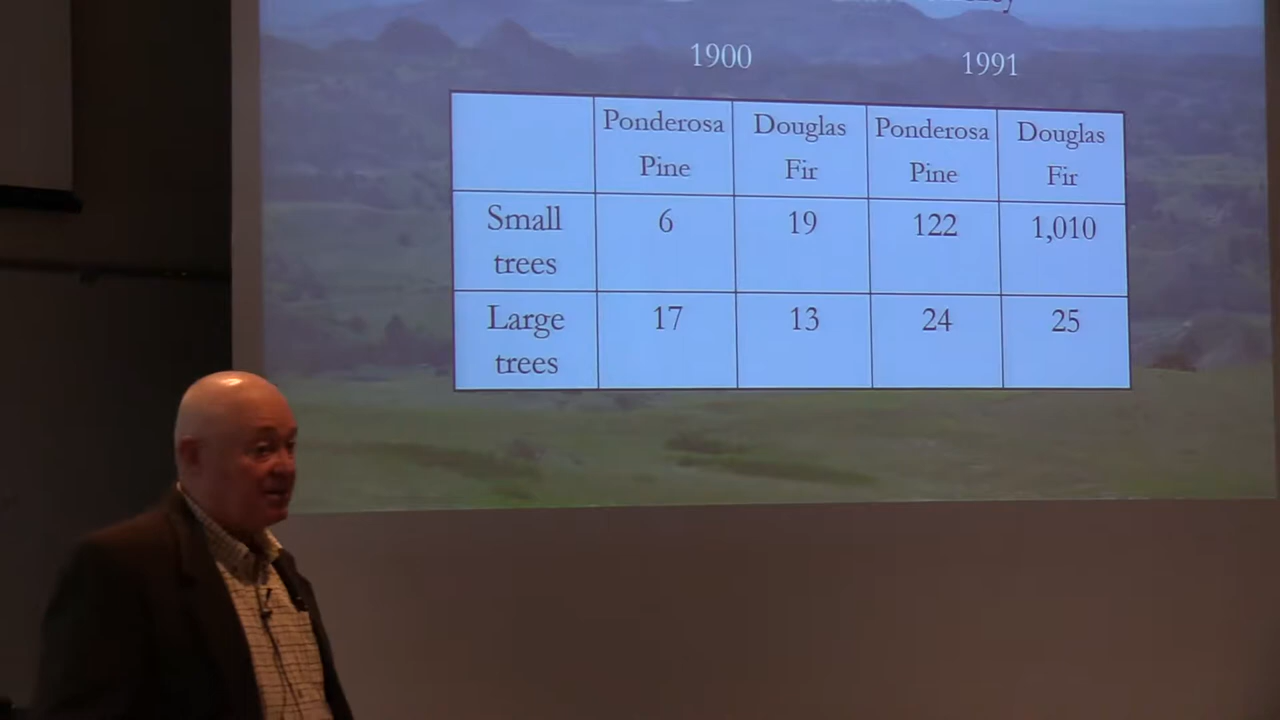 1900 1991
Ponderosa Pine Douglas Fir Ponderosa Pine Douglas Fir
Small trees 6 19 122 1,010
Large trees 17 13 24 25